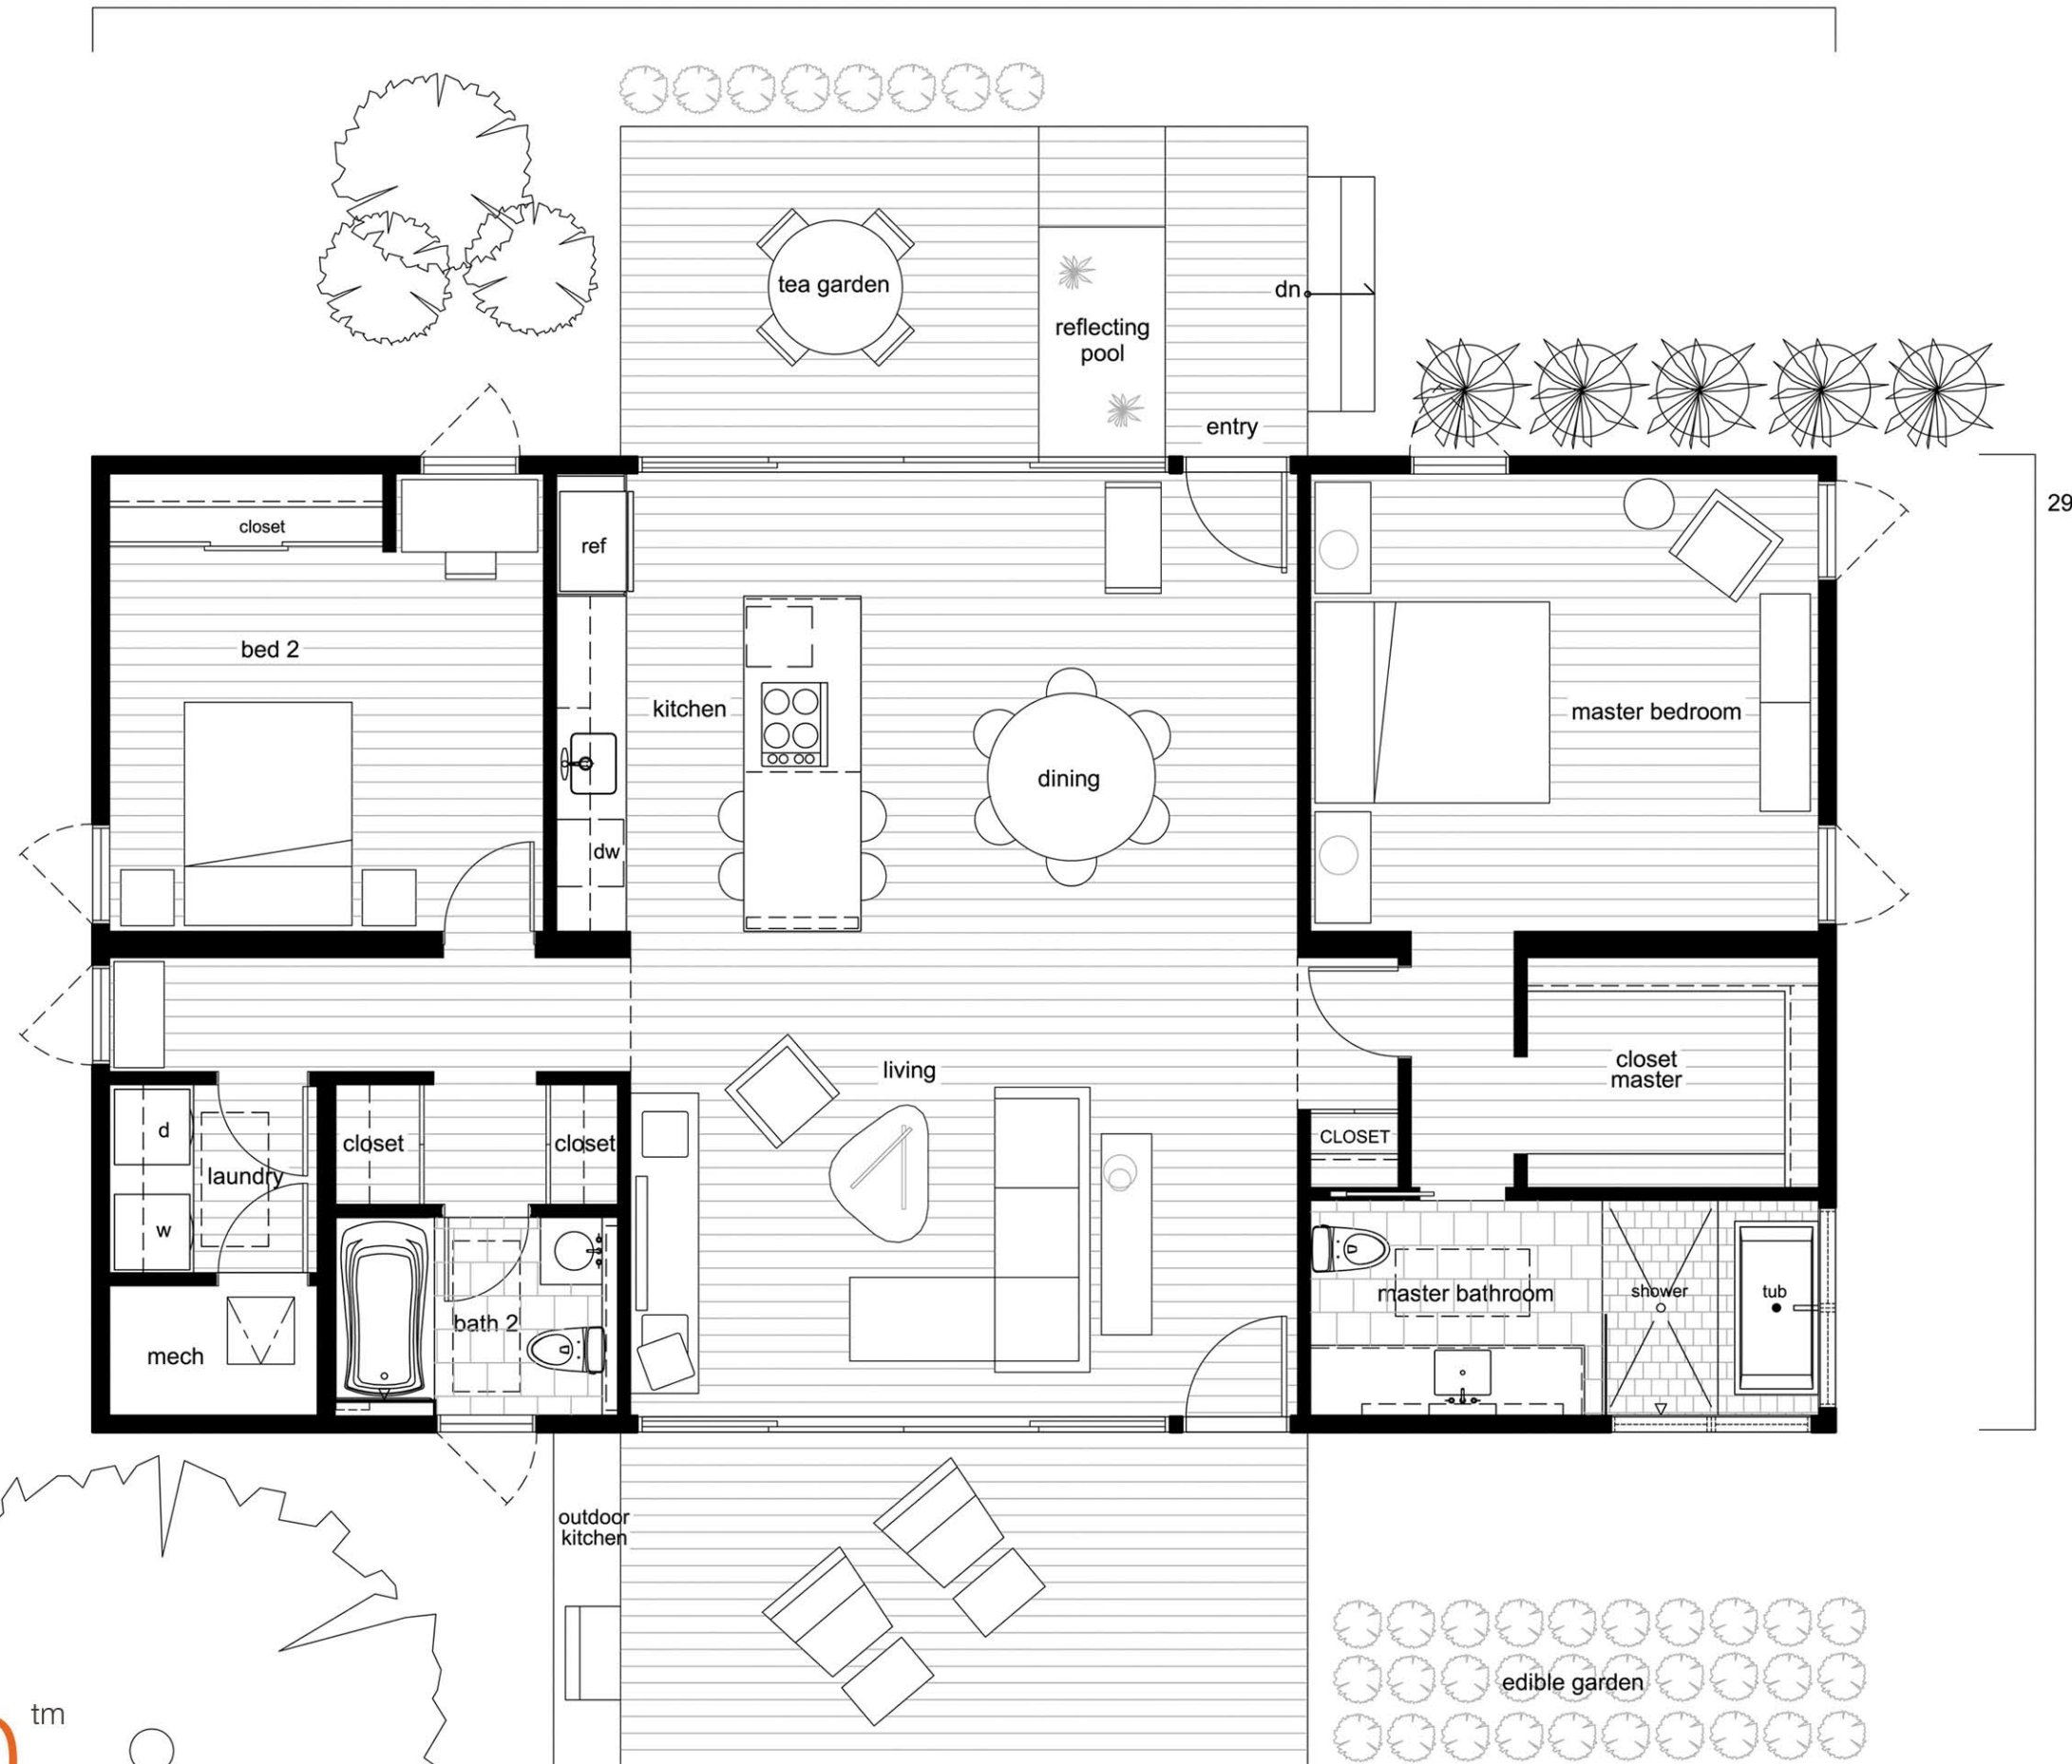 tea garden
reflecting
pool
dn
entry
29
closet
ref
bed 2
kitchen
master bedroom
dining
dw
living
closet
master
d
closet
closet
CLOSET
laundry
w
master bathroom
shower
tub
bath 2
mech
outdoor
kitchen
edible garden
tm